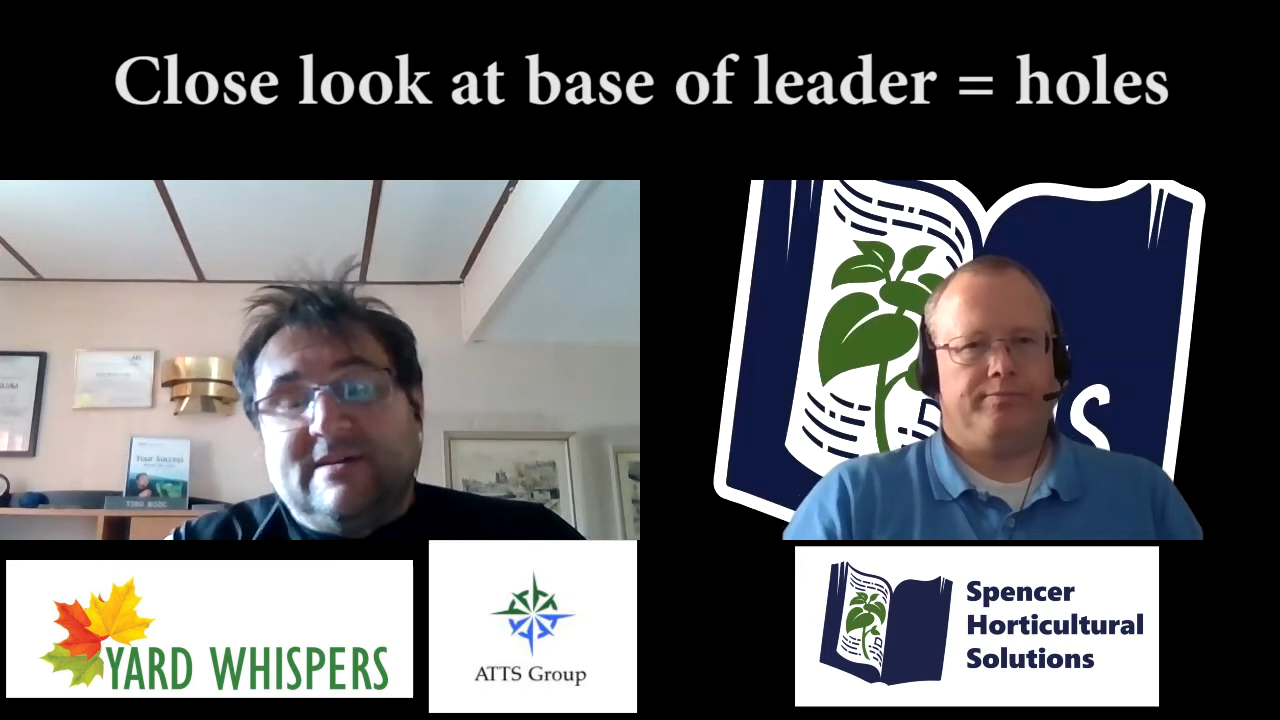 Close look at base of leader = holes
Your Success
YARD WHISPERS
ATTS Group
Spencer
Horticultural
Solutions